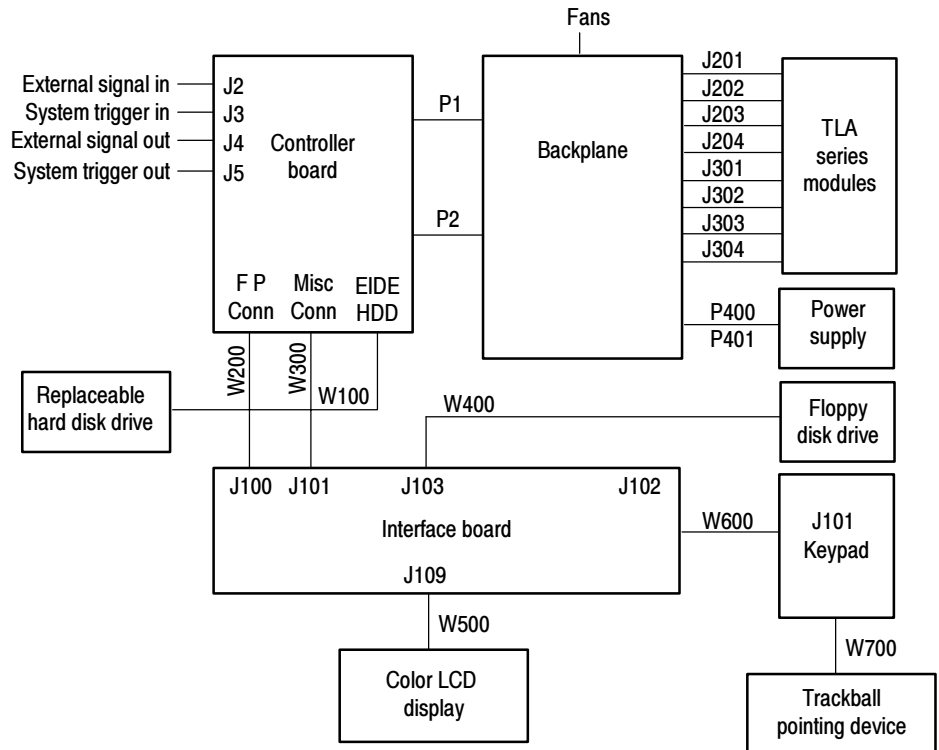 Fans
External signal in
System trigger in
External signal out
System trigger out
J2
J3
J4
J5
Controller
board
F P
Conn
Misc
Conn
EIDE
HDD
P1
P2
Backplane
J201
J202
J203
J204
J301
J302
J303
J304
TLA
series
modules
P400
P401
Power
supply
W200
W300
W100
Replaceable
hard disk drive
W400
Floppy
disk drive
J100
J101
J103
J102
Interface board
J109
W600
J101
Keypad
W500
Color LCD
display
W700
Trackball
pointing device